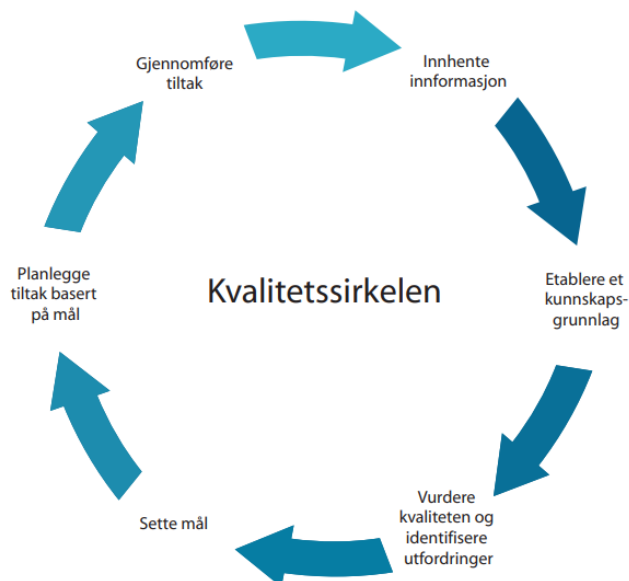 Gjennomføre
tiltak
Innhente
innformasjon
Etablere et
kunnskaps-
grunnlag
Vurdere
kvaliteten og
identifisere
utfordringer
Sette mål
Planlegge
tiltak basert
på mål
Kvalitetssirkelen